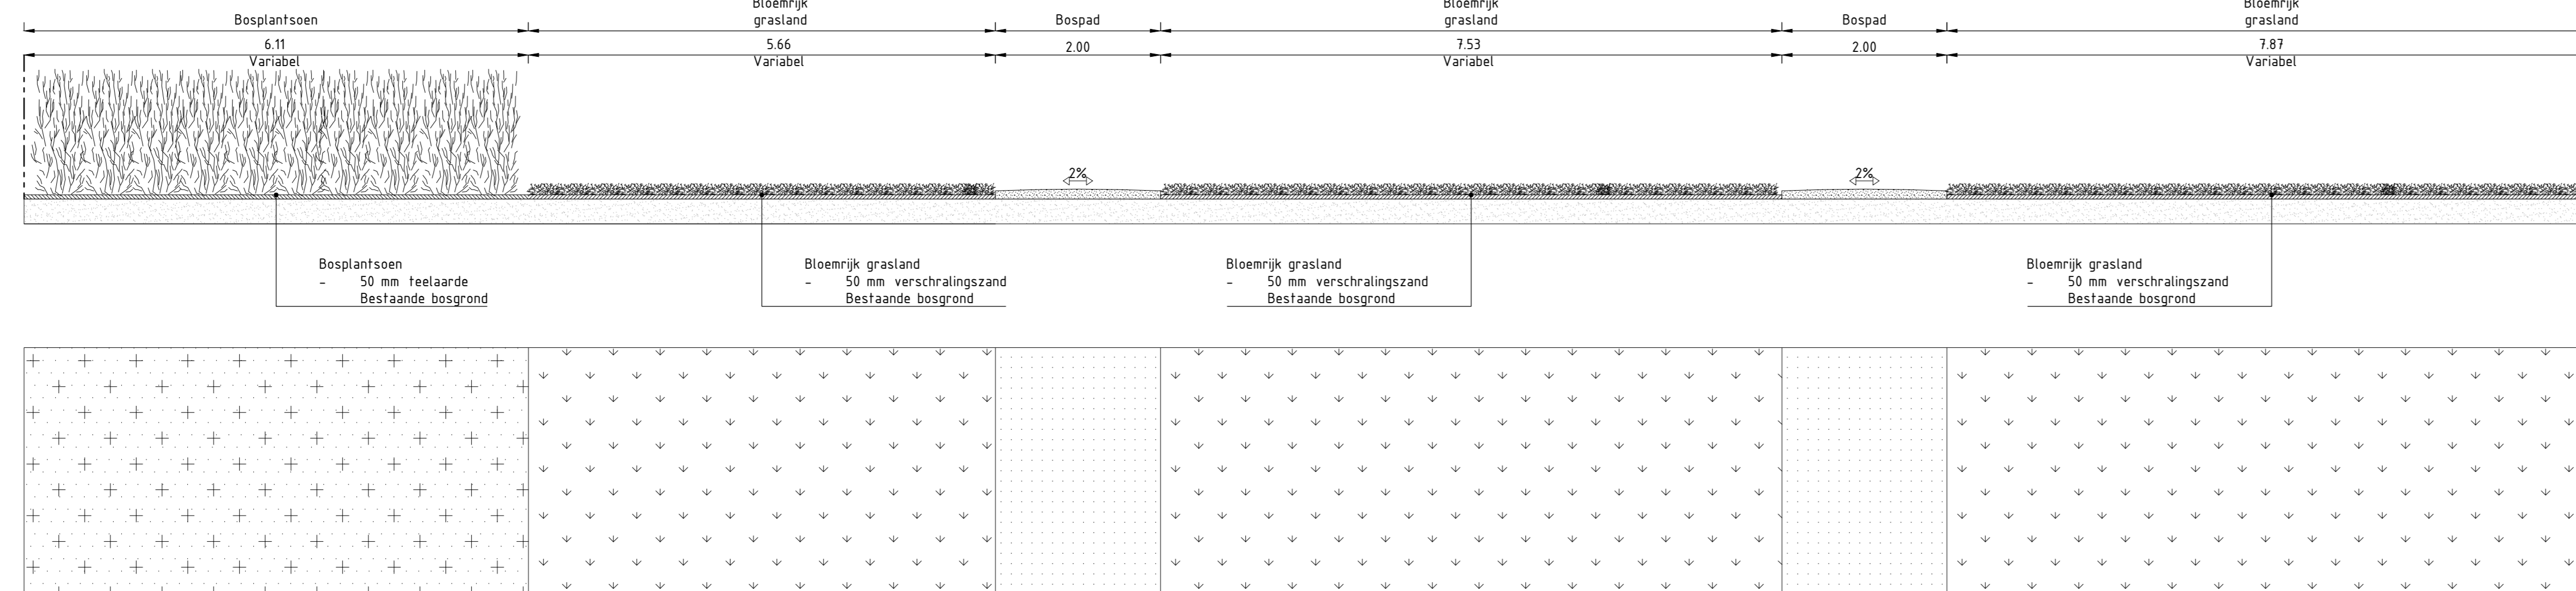 Bosplantsoen
Bloemrijk
grasland
Bospad
Bloemrijk
grasland
Bospad
Bloemrijk
grasland
6.11
Variabel
5.66
Variabel
2.00
7.53
Variabel
2.00
7.87
Variabel
2%
2%
Bosplantsoen
- 50 mm teelaarde
Bestaande bosgrond
Bloemrijk grasland
- 50 mm verschralingszand
Bestaande bosgrond
Bloemrijk grasland
- 50 mm verschralingszand
Bestaande bosgrond
Bloemrijk grasland
- 50 mm verschralingszand
Bestaande bosgrond